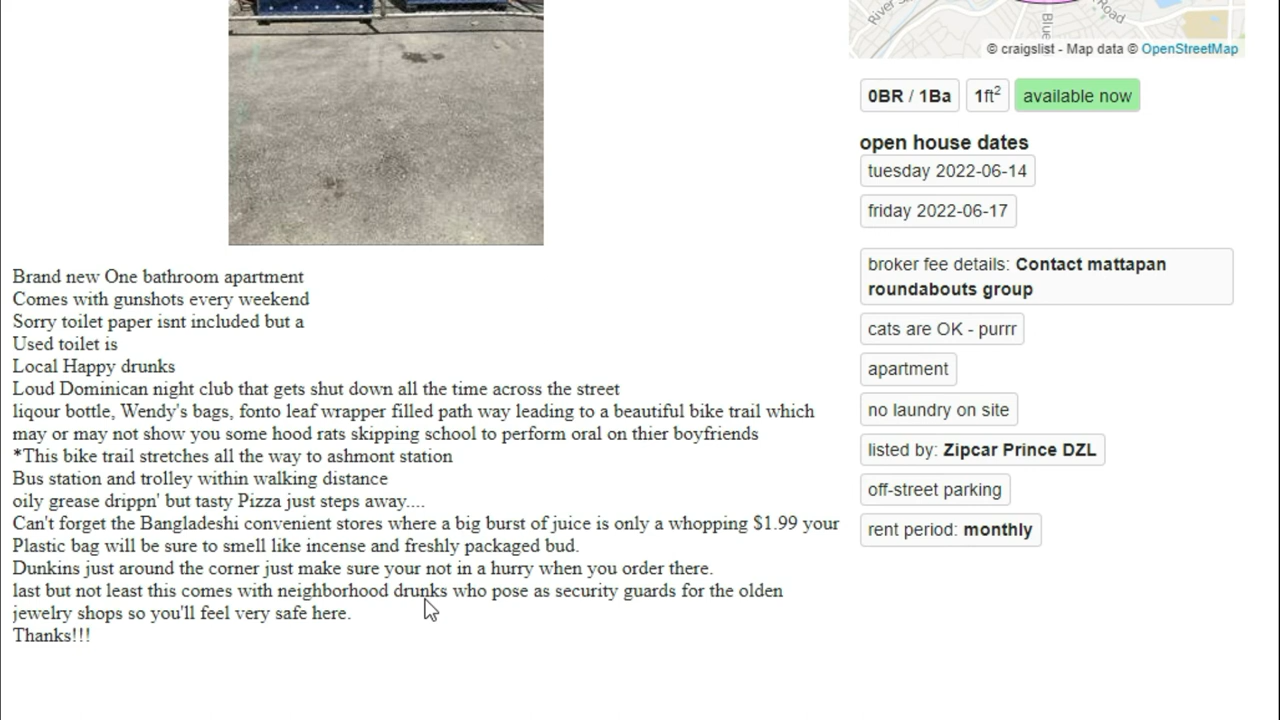 River S
Road
Blue
© craigslist - Map data © OpenStreetMap
0BR / 1Ba 1ft2 available now
open house dates
tuesday 2022-06-14
friday 2022-06-17
broker fee details: Contact mattapan
roundabouts group
cats are OK - purrr
apartment
no laundry on site
listed by: Zipcar Prince DZL
off-street parking
rent period: monthly
Brand new One bathroom apartment
Comes with gunshots every weekend
Sorry toilet paper isnt included but a
Used toilet is
Local Happy drunks
Loud Dominican night club that gets shut down all the time across the street
liqour bottle, Wendy's bags, fonto leaf wrapper filled path way leading to a beautiful bike trail which
may or may not show you some hood rats skipping school to perform oral on thier boyfriends
*This bike trail stretches all the way to ashmont station
Bus station and trolley within walking distance
oily grease drippn' but tasty Pizza just steps away....
Can't forget the Bangladeshi convenient stores where a big burst of juice is only a whopping $1.99 your
Plastic bag will be sure to smell like incense and freshly packaged bud.
Dunkins just around the corner just make sure your not in a hurry when you order there.
last but not least this comes with neighborhood drunks who pose as security guards for the olden
jewelry shops so you'll feel very safe here.
Thanks!!!